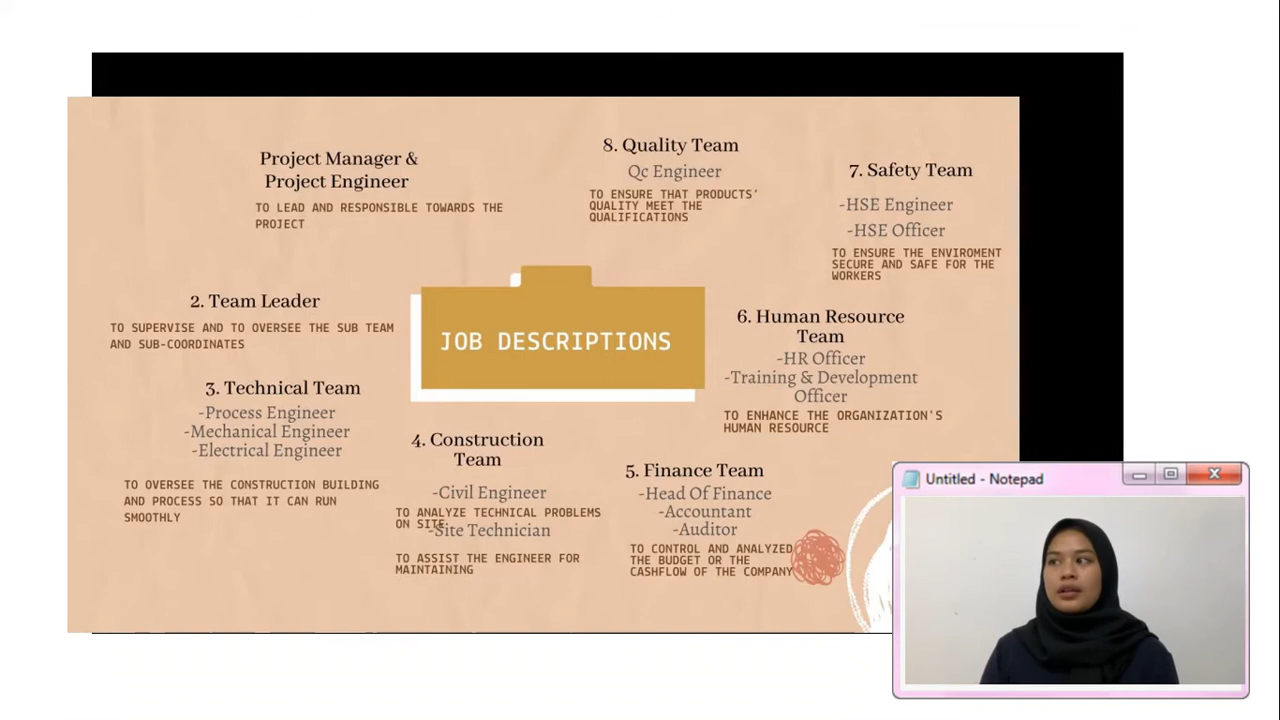 Project Manager &
Project Engineer
TO LEAD AND RESPONSIBLE TOWARDS THE
PROJECT
8. Quality Team
Qc Engineer
TO ENSURE THAT PRODUCTS'
QUALITY MEET THE
QUALIFICATIONS
7. Safety Team
-HSE Engineer
-HSE Officer
TO ENSURE THE ENVIROMENT
SECURE AND SAFE FOR THE
WORKERS
2. Team Leader
TO SUPERVISE AND TO OVERSEE THE SUB TEAM
AND SUB-COORDINATES
JOB DESCRIPTIONS
6. Human Resource
Team
-HR Officer
-Training & Development
Officer
TO ENHANCE THE ORGANIZATION'S
HUMAN RESOURCE
3. Technical Team
-Process Engineer
-Mechanical Engineer
-Electrical Engineer
TO OVERSEE THE CONSTRUCTION BUILDING
AND PROCESS SO THAT IT CAN RUN
SMOOTHLY
4. Construction
Team
-Civil Engineer
TO ANALYZE TECHNICAL PROBLEMS
ON SITE
-Site Technician
TO ASSIST THE ENGINEER FOR
MAINTAINING
5. Finance Team
-Head Of Finance
-Accountant
-Auditor
TO CONTROL AND ANALYZED
THE BUDGET OR THE
CASHFLOW OF THE COMPANY
Untitled - Notepad